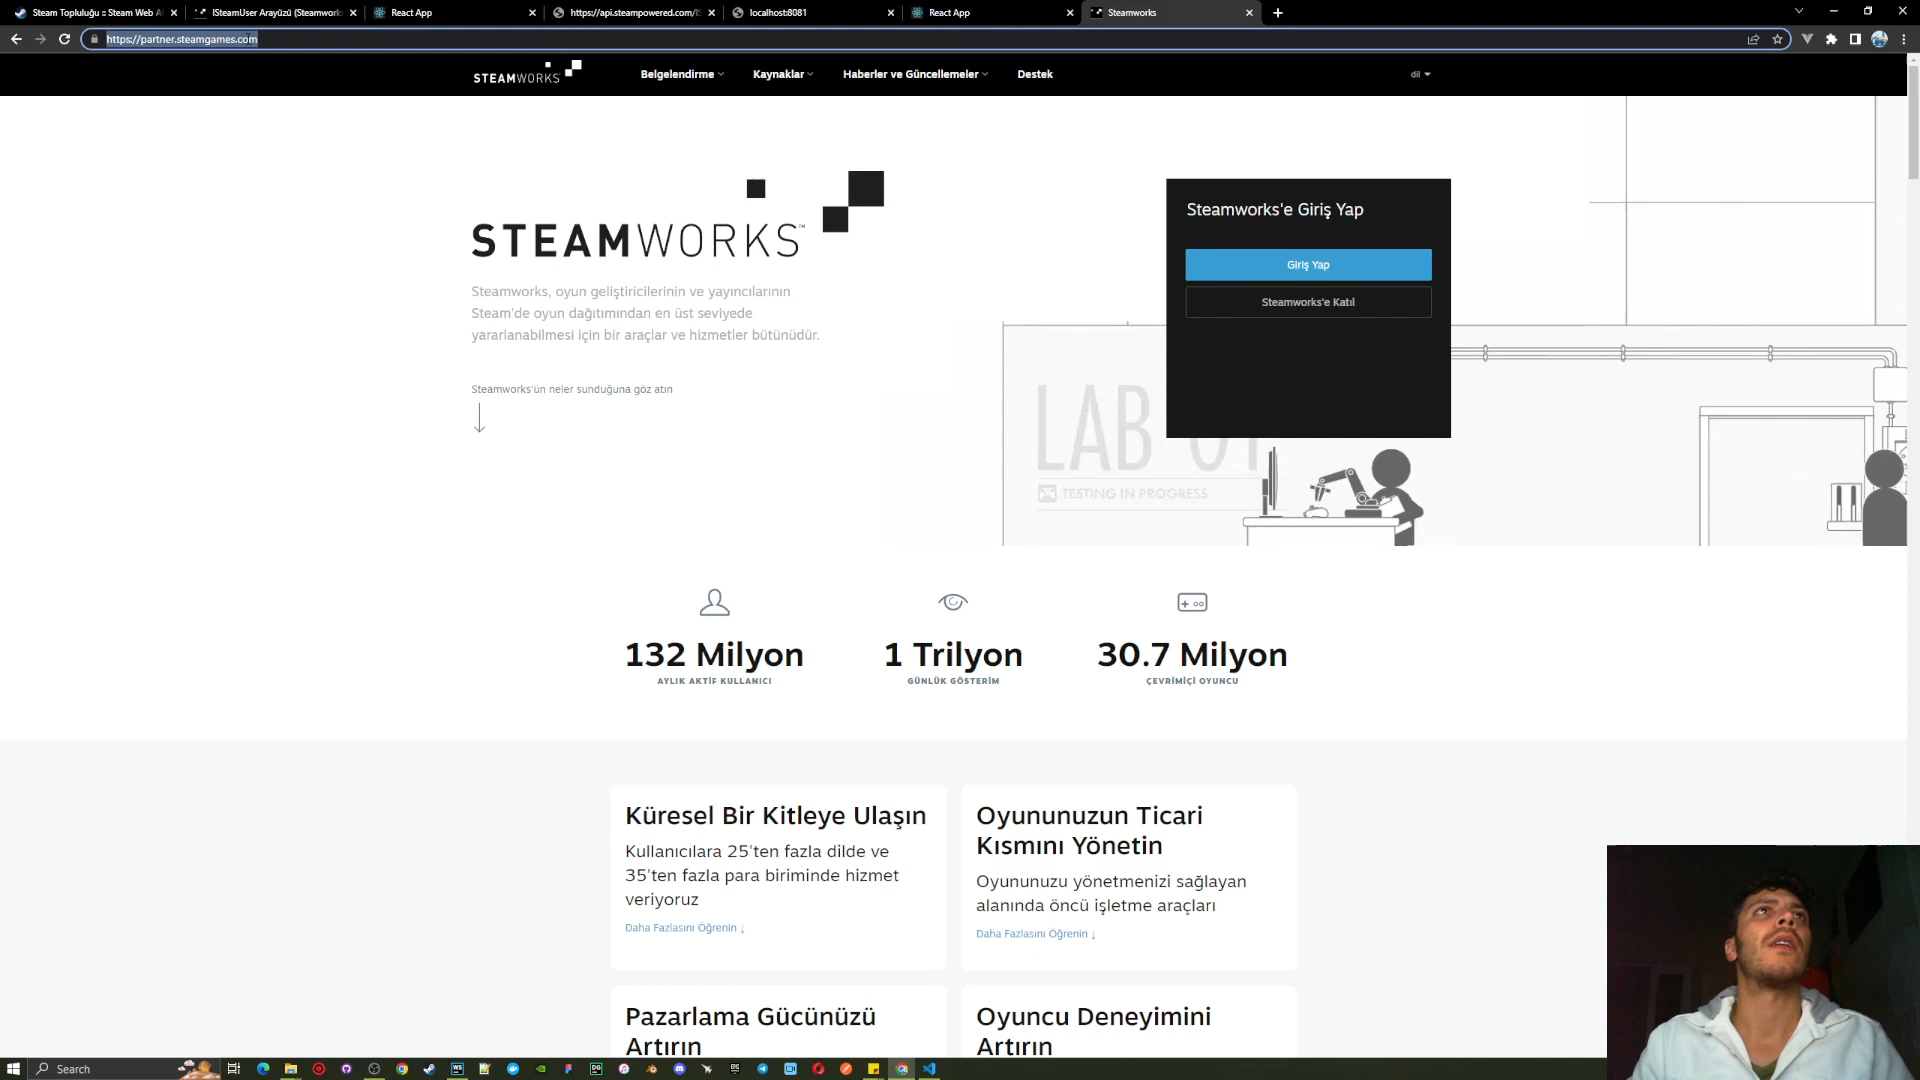 Steam Topluluğu :: Steam Web A
ISteamUser Arayüzü (Steamwork
React App
https://api.steampowered.com/IS
localhost:8081
React App
Steamworks
https://partner.steamgames.com
STEAMWORKS
Belgelendirme
Kaynaklar
Haberler ve Güncellemeler
Destek
dil
STEAMWORKS™
Steamworks, oyun geliştiricilerinin ve yayıncılarının
Steam'de oyun dağıtımından en üst seviyede
yararlanabilmesi için bir araçlar ve hizmetler bütünüdür.
Steamworks'ün neler sunduğuna göz atın
Steamworks'e Giriş Yap
Giriş Yap
Steamworks'e Katıl
LAB 01
TESTING IN PROGRESS
132 Milyon
AYLIK AKTİF KULLANICI
1 Trilyon
GÜNLÜK GÖSTERİM
30.7 Milyon
ÇEVRİMİÇİ OYUNCU
Küresel Bir Kitleye Ulaşın
Kullanıcılara 25'ten fazla dilde ve
35'ten fazla para biriminde hizmet
veriyoruz
Daha Fazlasını Öğrenin ↓
Oyununuzun Ticari
Kısmını Yönetin
Oyununuzu yönetmenizi sağlayan
alanında öncü işletme araçları
Daha Fazlasını Öğrenin ↓
Pazarlama Gücünüzü
Artırın
Oyuncu Deneyimini
Artırın
Search